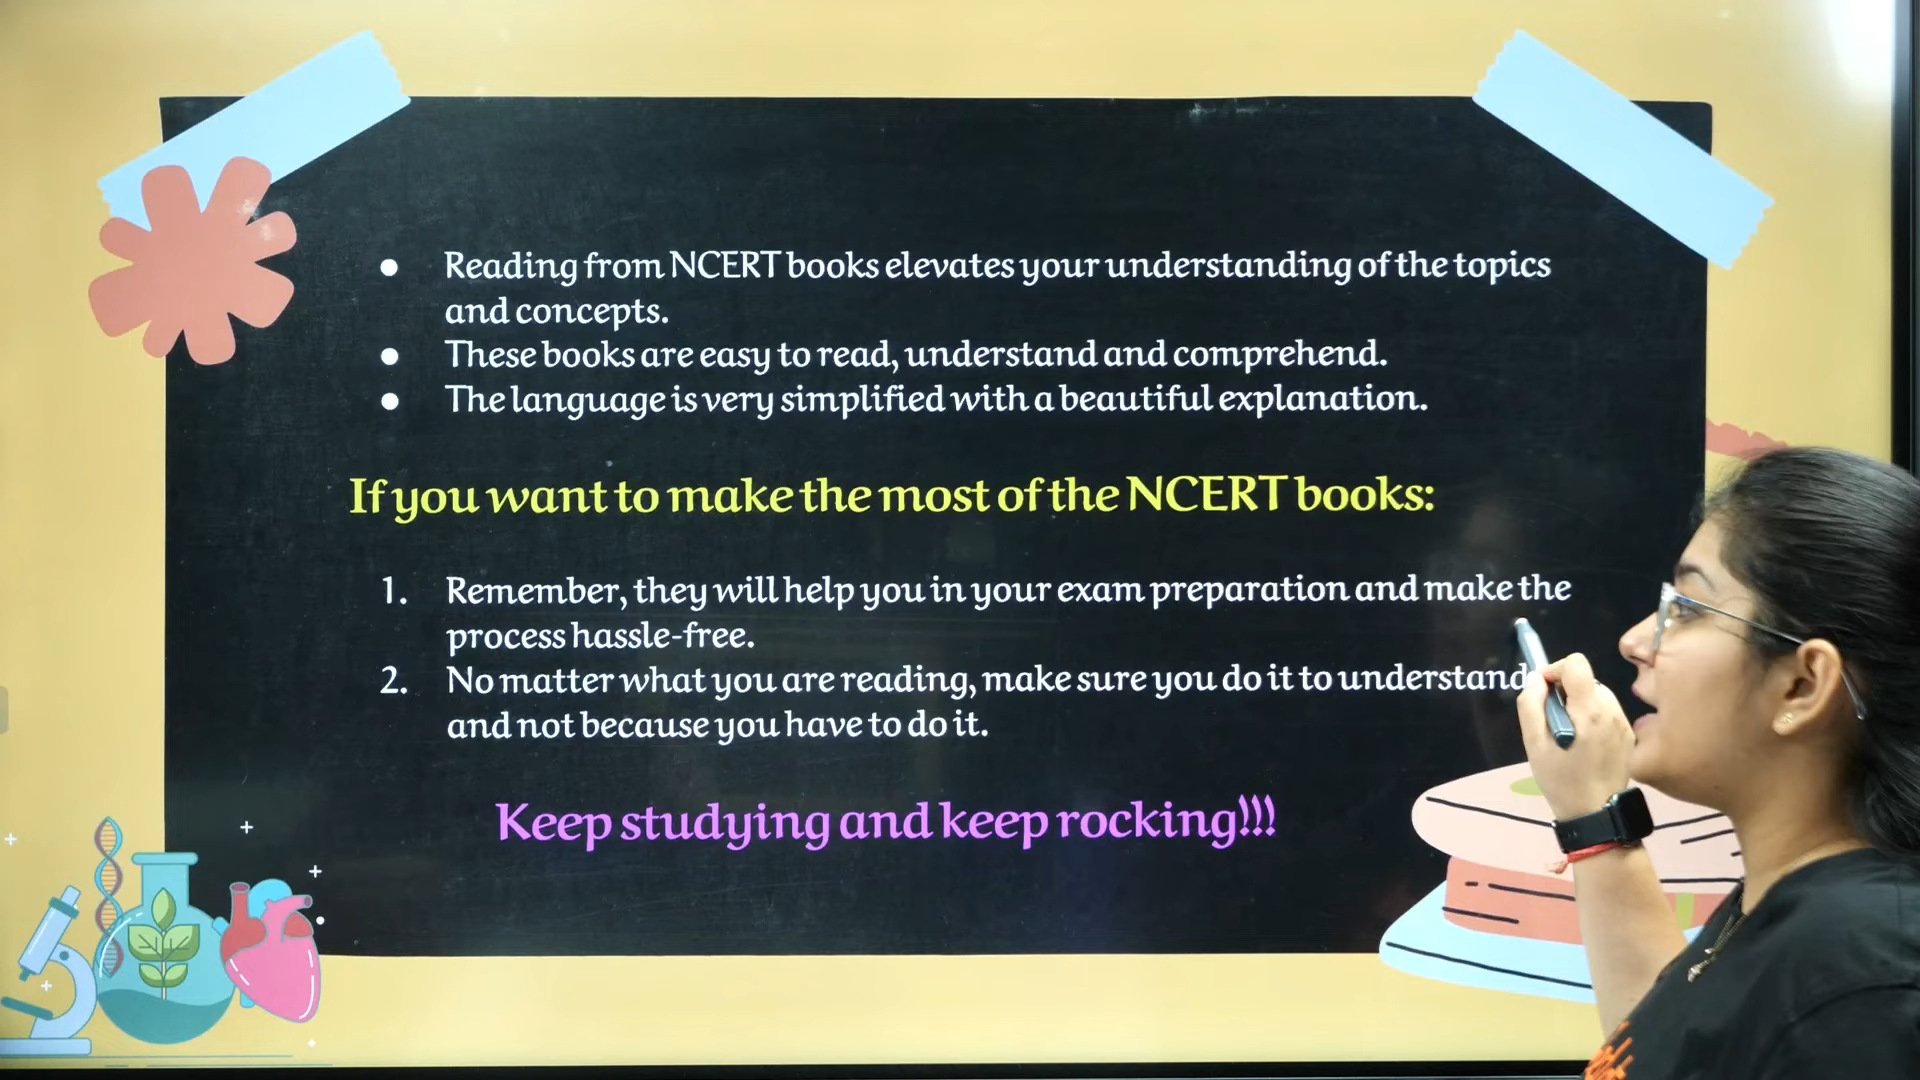 ● Reading from NCERT books elevates your understanding of the topics
and concepts.
● These books are easy to read, understand and comprehend.
● The language is very simplified with a beautiful explanation.
If you want to make the most of the NCERT books:
1. Remember, they will help you in your exam preparation and make the
process hassle-free.
2. No matter what you are reading, make sure you do it to understand
and not because you have to do it.
Keep studying and keep rocking!!!